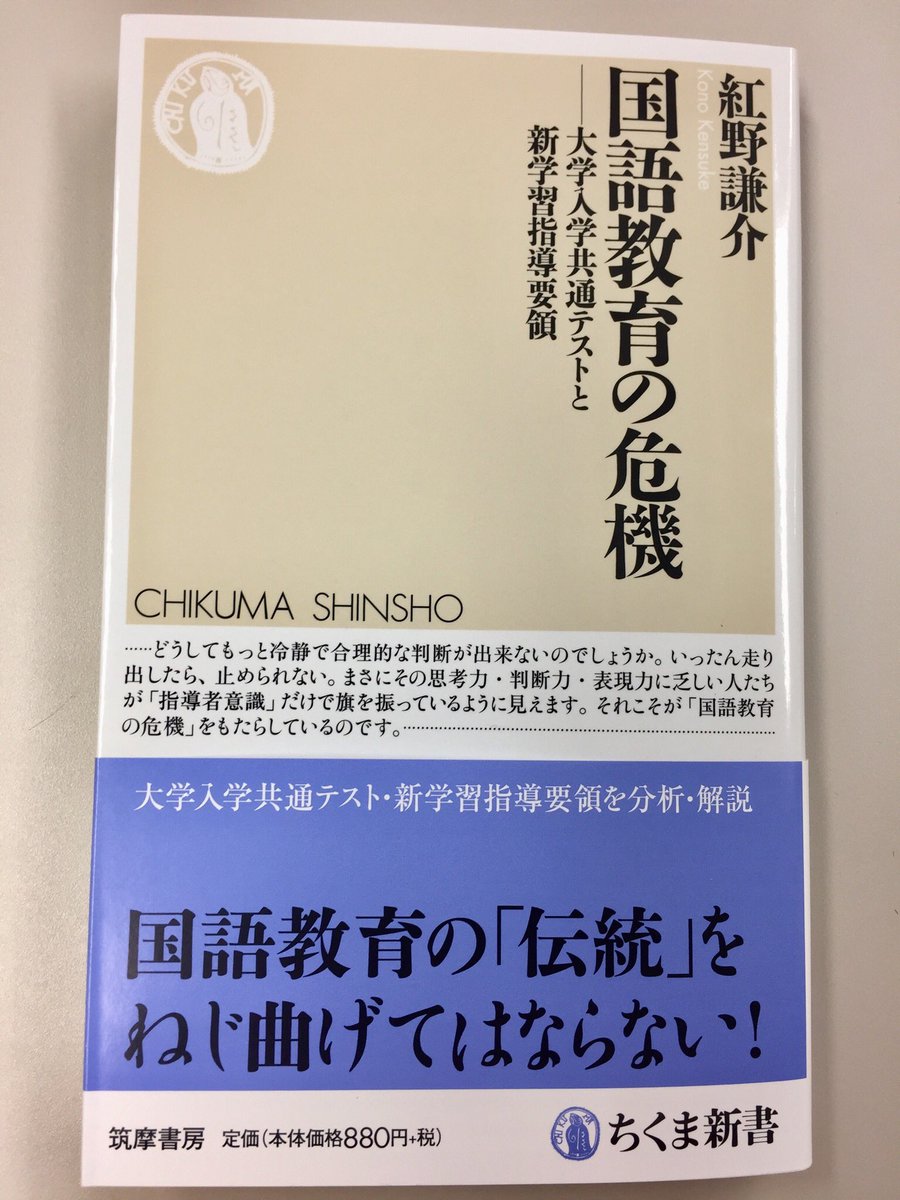 紅野謙介
Kono Kensuke
国語教育の危機
──大学入学共通テストと
新学習指導要領
CHIKUMA
CHIKUMA SHINSHO
……どうしてもっと冷静で合理的な判断が出来ないのでしょうか。いったん走り
出したら、止められない。まさにその思考力・判断力・表現力に乏しい人たち
が「指導者意識」だけで旗を振っているように見えます。それこそが「国語教育
の危機」をもたらしているのです。……
大学入学共通テスト・新学習指導要領を分析・解説
国語教育の「伝統」を
ねじ曲げてはならない!
筑摩書房 定価(本体価格880円+税)
CHIKUMA
ちくま新書